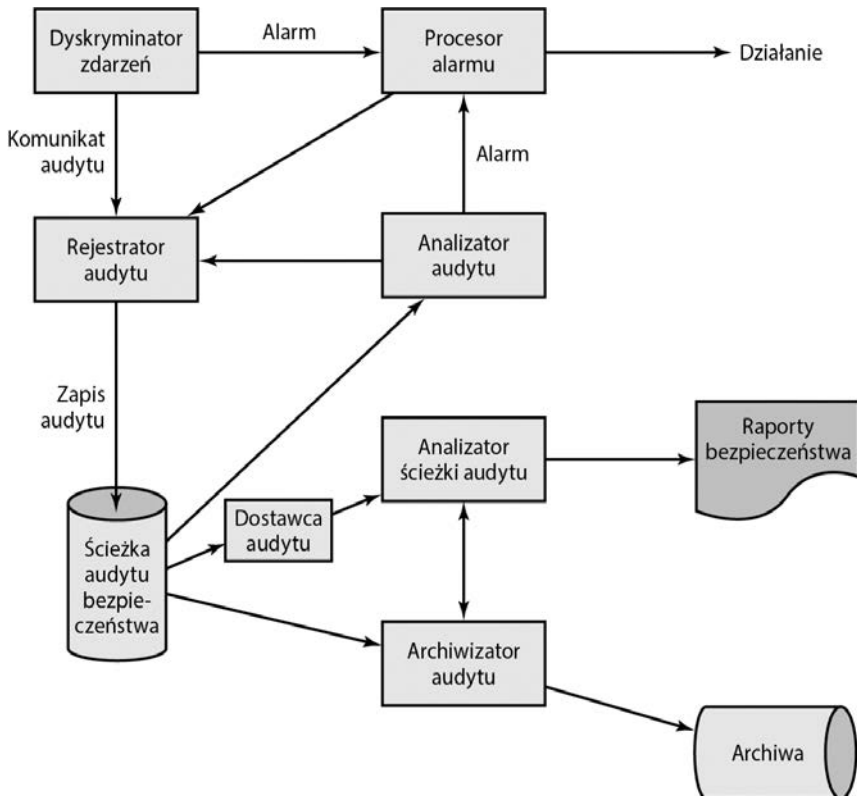 Dyskryminator
zdarzeń
Alarm
Procesor
alarmu
Działanie
Komunikat
audytu
Alarm
Rejestrator
audytu
Analizator
audytu
Zapis
audytu
Analizator
ścieżki audytu
Raporty
bezpieczeństwa
Dostawca
audytu
Ścieżka
audytu
bezpie-
czeństwa
Archiwizator
audytu
Archiwa